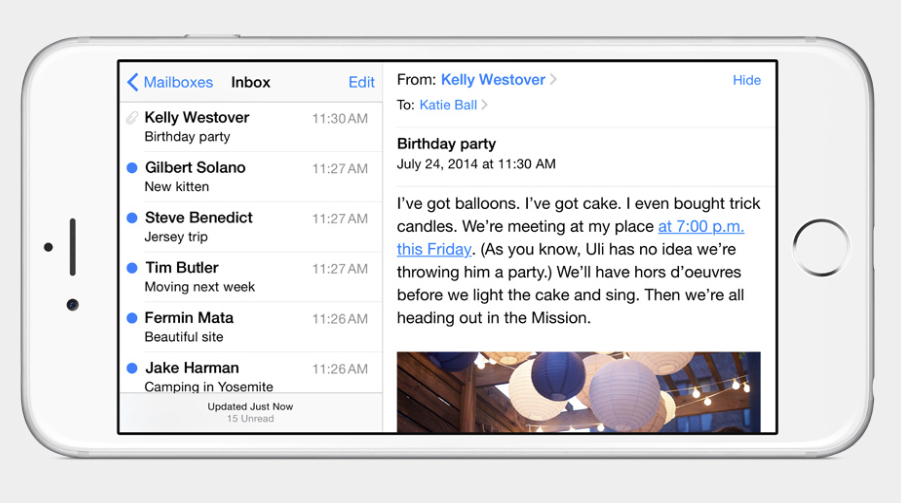 Mailboxes Inbox Edit
Kelly Westover 11:30 AM
Birthday party
Gilbert Solano 11:27 AM
New kitten
Steve Benedict 11:27 AM
Jersey trip
Tim Butler 11:27 AM
Moving next week
Fermin Mata 11:26 AM
Beautiful site
Jake Harman 11:26 AM
Camping in Yosemite
Updated Just Now
15 Unread
From: Kelly Westover Hide
To: Katie Ball
Birthday party
July 24, 2014 at 11:30 AM
I’ve got balloons. I’ve got cake. I even bought trick
candles. We’re meeting at my place at 7:00 p.m.
this Friday. (As you know, Uli has no idea we’re
throwing him a party.) We’ll have hors d’oeuvres
before we light the cake and sing. Then we’re all
heading out in the Mission.